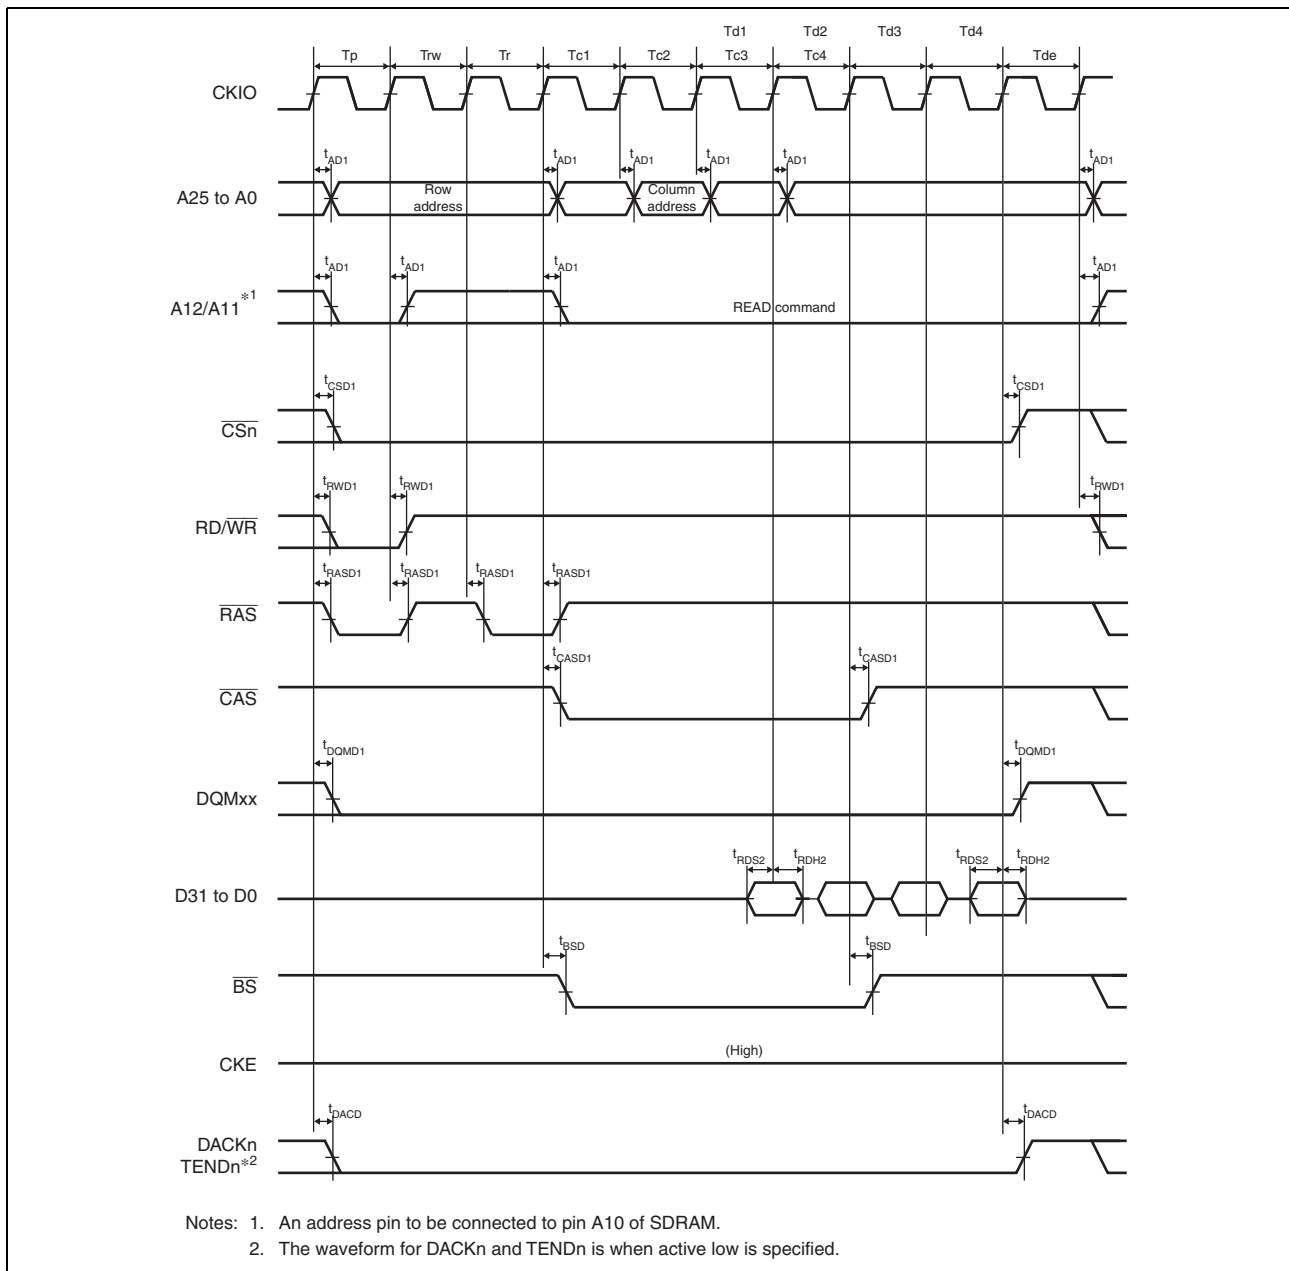 Td1 Td2 Td3 Td4
Tp Trw Tr Tc1 Tc2 Tc3 Tc4 Tde
CKIO
tAD1 tAD1 tAD1 tAD1 tAD1 tAD1
A25 to A0
Row address
Column address
tAD1 tAD1 tAD1 tAD1
A12/A11*1
READ command
tCSD1 tCSD1
CSn
tRWD1 tRWD1 tRWD1
RD/WR
tRASD1 tRASD1 tRASD1 tRASD1
RAS
tCASD1 tCASD1
CAS
tDQMD1 tDQMD1
DQMxx
tRDS2 tRDH2 tRDS2 tRDH2
D31 to D0
tBSD tBSD
BS
(High)
CKE
tDACD tDACD
DACKn
TENDn*2
Notes: 1. An address pin to be connected to pin A10 of SDRAM.
2. The waveform for DACKn and TENDn is when active low is specified.